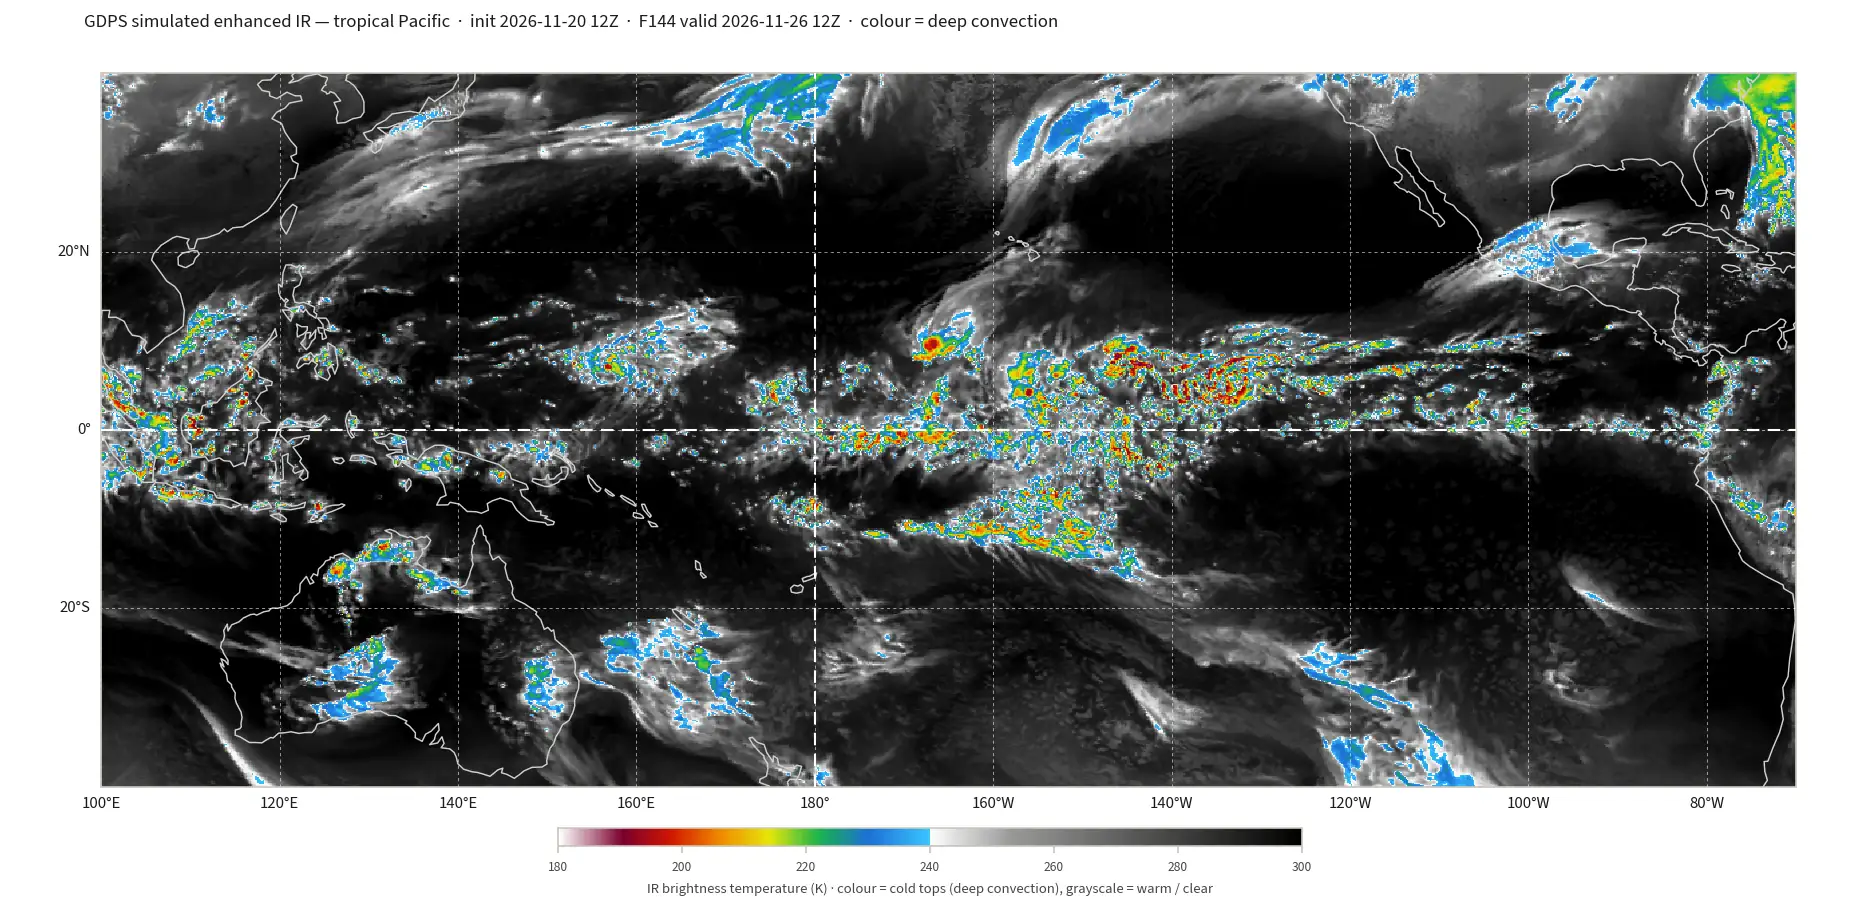 GDPS simulated enhanced IR — tropical Pacific · init 2026-11-20 12Z · F144 valid 2026-11-26 12Z · colour = deep convection
20°N
0°
20°S
100°E 120°E 140°E 160°E 180° 160°W 140°W 120°W 100°W 80°W
180 200 220 240 260 280 300
IR brightness temperature (K) · colour = cold tops (deep convection), grayscale = warm / clear